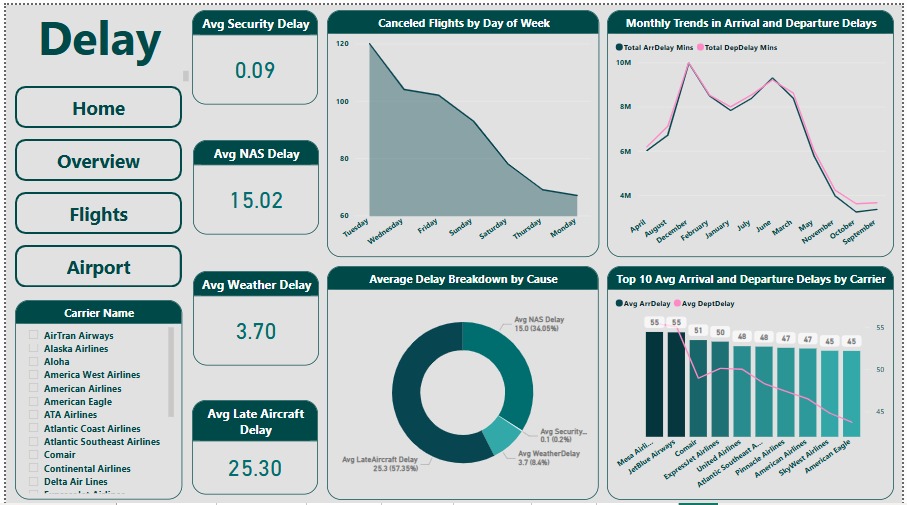 Delay
Home
Overview
Flights
Airport
Carrier Name
AirTran Airways
Alaska Airlines
Aloha
America West Airlines
American Airlines
American Eagle
ATA Airlines
Atlantic Coast Airlines
Atlantic Southeast Airlines
Comair
Continental Airlines
Delta Air Lines
Avg Security Delay
0.09
Avg NAS Delay
15.02
Avg Weather Delay
3.70
Avg Late Aircraft
Delay
25.30
Canceled Flights by Day of Week
120
100
80
60
Tuesday
Wednesday
Friday
Sunday
Saturday
Thursday
Monday
Monthly Trends in Arrival and Departure Delays
Total ArrDelay Mins Total DepDelay Mins
10M
8M
6M
4M
April
August
December
February
January
July
June
March
May
November
October
September
Average Delay Breakdown by Cause
Avg NAS Delay
15.0 (34.05%)
Avg Security...
0.1 (0.2%)
Avg WeatherDelay
3.7 (8.4%)
Avg LateAircraft Delay
25.3 (57.35%)
Top 10 Avg Arrival and Departure Delays by Carrier
Avg ArrDelay Avg DeptDelay
55 55 51 50 48 48 47 47 45 45
55
50
45
Mesa Airli...
JetBlue Airways
Comair
ExpressJet Airlines
United Airlines
Atlantic Southeast A...
Pinnacle Airlines
American Airlines
SkyWest Airlines
American Eagle